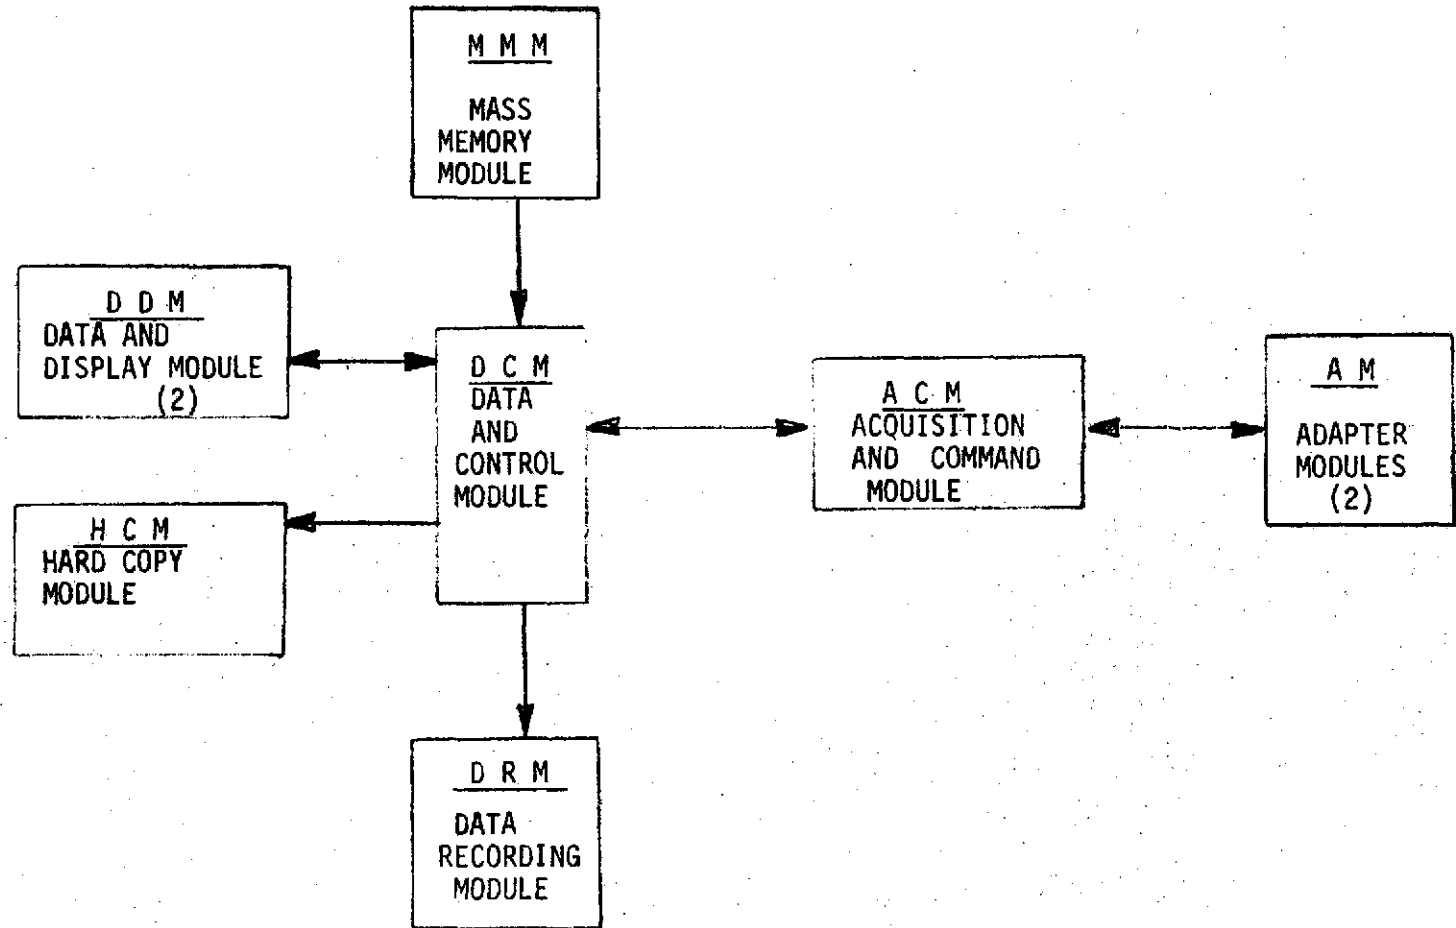 M M M
MASS
MEMORY
MODULE
D D M
DATA AND
DISPLAY MODULE
(2)
D C M
DATA
AND
CONTROL
MODULE
A C M
ACQUISITION
AND COMMAND
MODULE
A M
ADAPTER
MODULES
(2)
H C M
HARD COPY
MODULE
D R M
DATA
RECORDING
MODULE